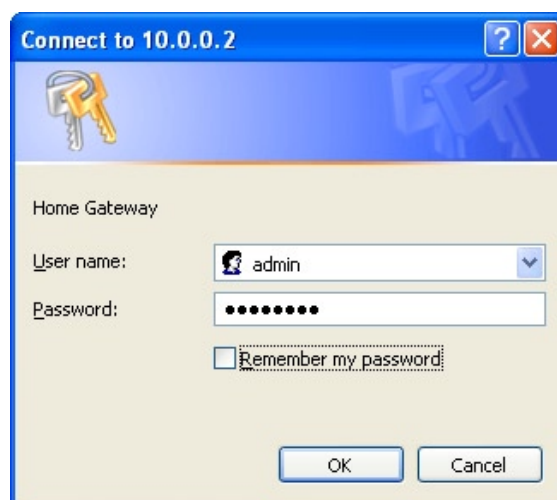 Connect to 10.0.0.2
Home Gateway
User name:
admin
Password:
••••••••
Remember my password
OK
Cancel